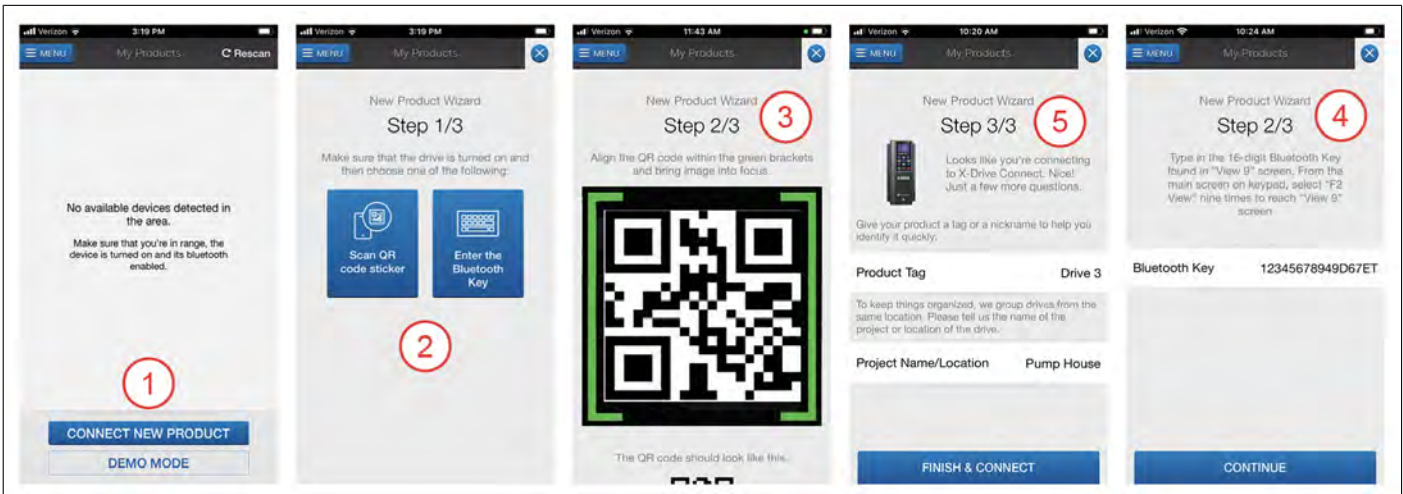 Verizon 3:19 PM
MENU My Products Rescan
No available devices detected in
the area.
Make sure that you're in range, the
device is turned on and its bluetooth
enabled.
1
CONNECT NEW PRODUCT
DEMO MODE
Verizon 3:19 PM
MENU My Products
New Product Wizard
Step 1/3
Make sure that the drive is turned on and
then choose one of the following:
Scan QR
code sticker
Enter the
Bluetooth
Key
2
Verizon 11:43 AM
MENU My Products
New Product Wizard
Step 2/3
3
Align the QR code within the green brackets
and bring image into focus.
The QR code should look like this.
Verizon 10:20 AM
MENU My Products
New Product Wizard
Step 3/3
5
Looks like you're connecting
to X-Drive Connect. Nice!
Just a few more questions.
Give your product a tag or a nickname to help you
identify it quickly.
Product Tag Drive 3
To keep things organized, we group drives from the
same location. Please tell us the name of the
project or location of the drive.
Project Name/Location Pump House
FINISH & CONNECT
Verizon 10:24 AM
MENU My Products
New Product Wizard
Step 2/3
4
Type in the 16-digit Bluetooth Key
found in "View 9" screen. From the
main screen on keypad, select "F2
View" nine times to reach "View 9"
screen
Bluetooth Key 12345678949D67ET
CONTINUE